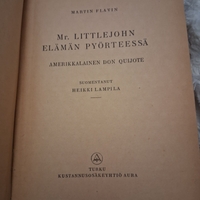 MARTIN FLAVIN
Mr. LITTLEJOHN
ELÄMÄN PYÖRTEESSÄ
AMERIKKALAINEN DON QUIJOTE
SUOMENTANUT
HEIKKI LAMPILA
TURKU
KUSTANNUSOSAKEYHTIÖ AURA